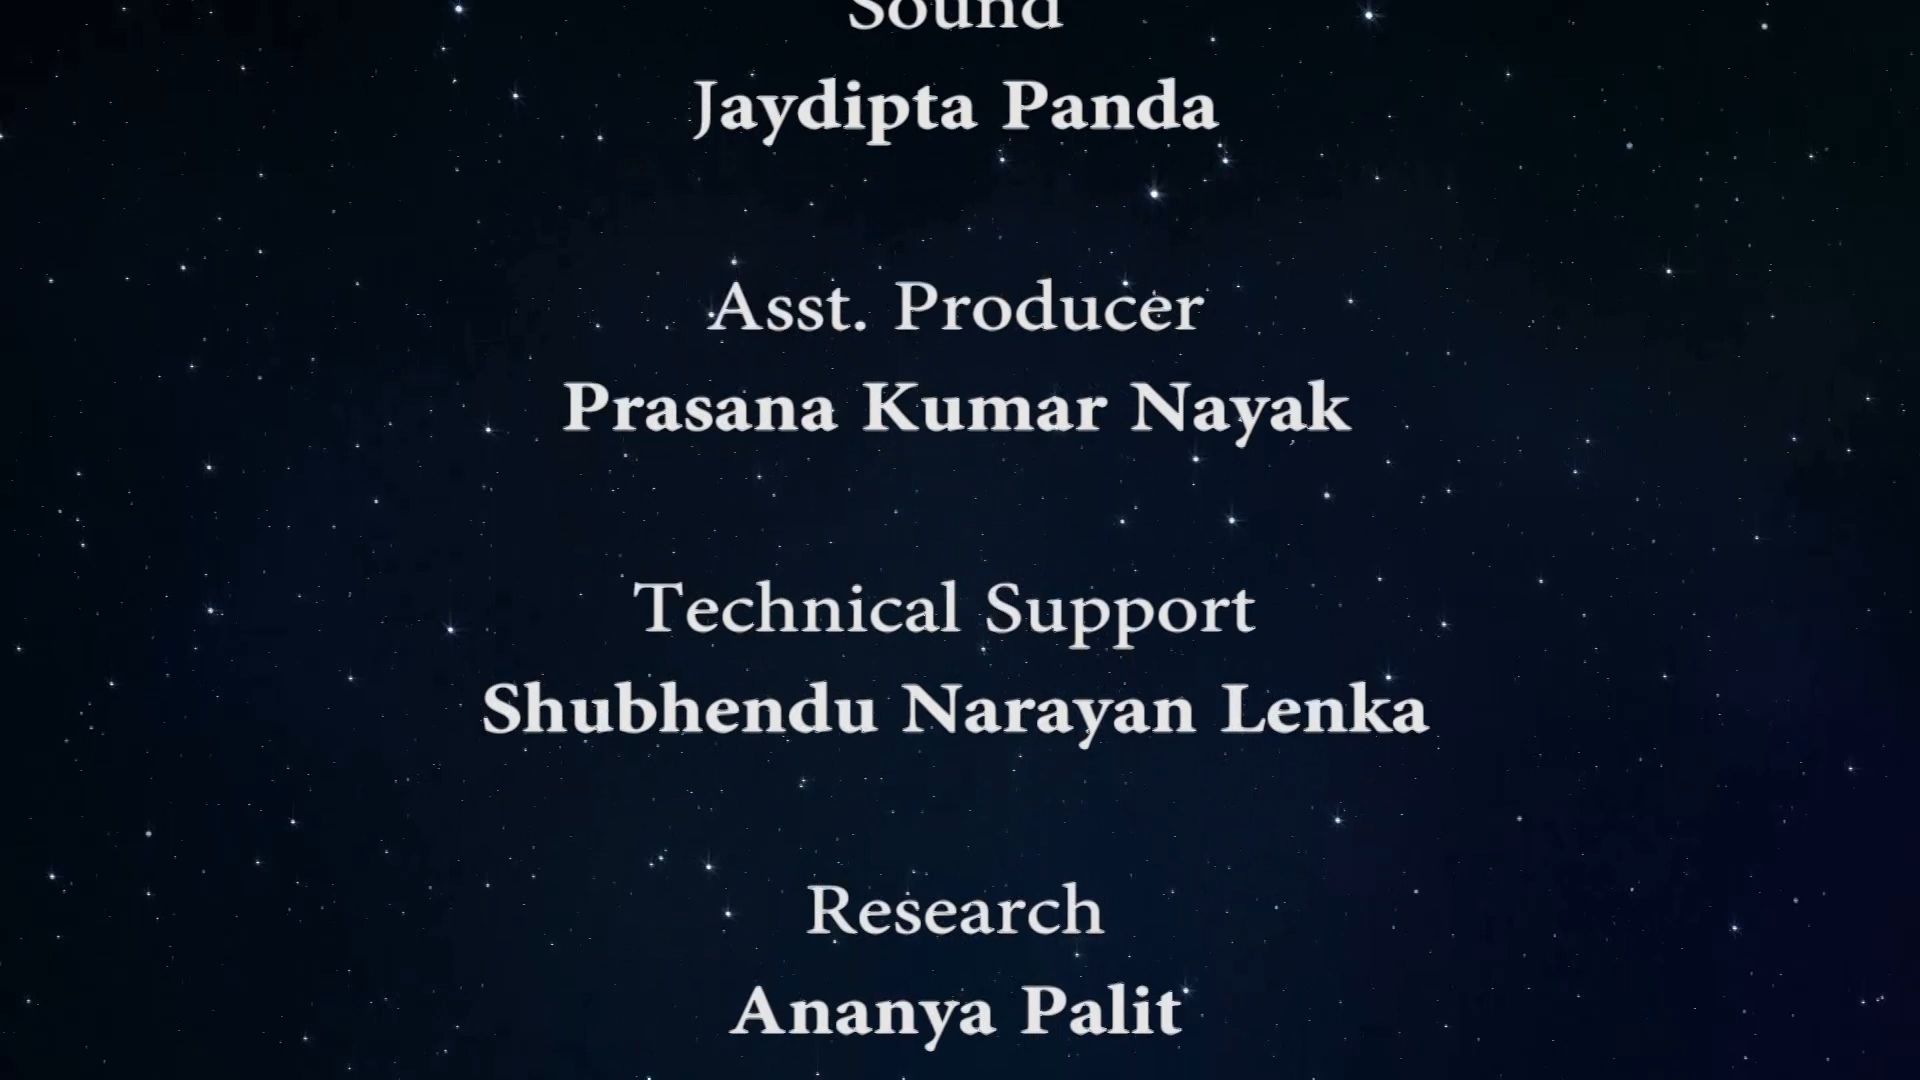 Sound
Jaydipta Panda
Asst. Producer
Prasana Kumar Nayak
Technical Support
Shubhendu Narayan Lenka
Research
Ananya Palit